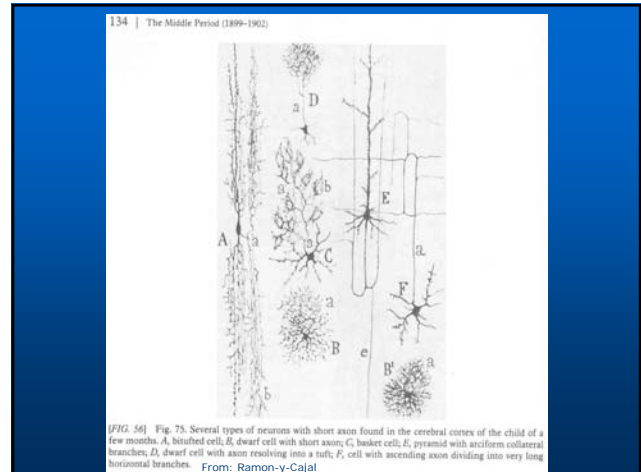 134 | The Middle Period (1899–1902)
a D
a b
E
A a a
C
a
F
a
B
e
B' a
b
[FIG. 56] Fig. 75. Several types of neurons with short axon found in the cerebral cortex of the child of a
few months. A, bitufted cell; B, dwarf cell with short axon; C, basket cell; E, pyramid with arciform collateral
branches; D, dwarf cell with axon resolving into a tuft; F, cell with ascending axon dividing into very long
horizontal branches. From: Ramon-y-Cajal